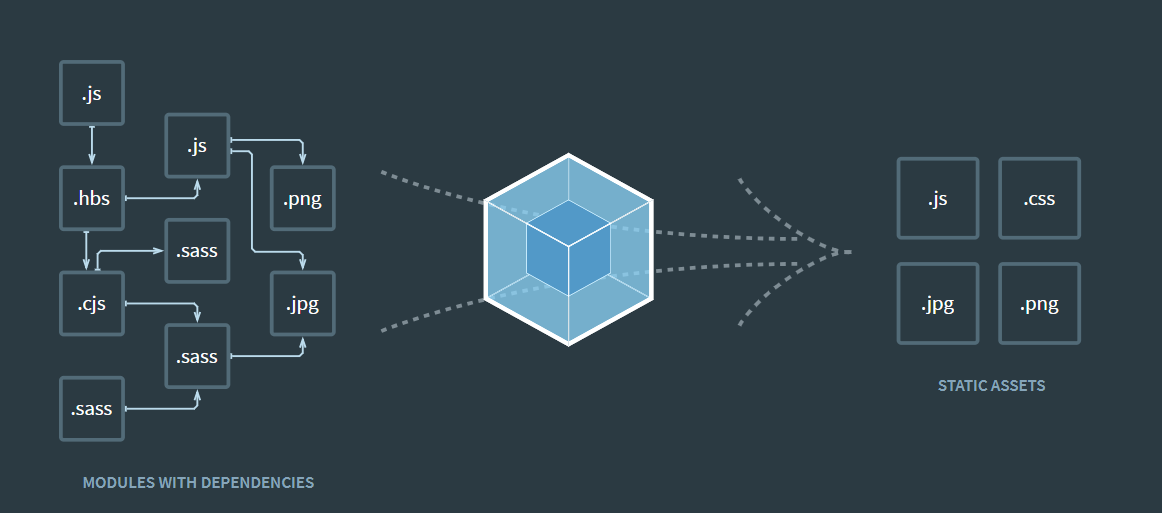 .js
.js
.hbs
.png
.sass
.cjs
.jpg
.sass
.sass
MODULES WITH DEPENDENCIES
.js
.css
.jpg
.png
STATIC ASSETS